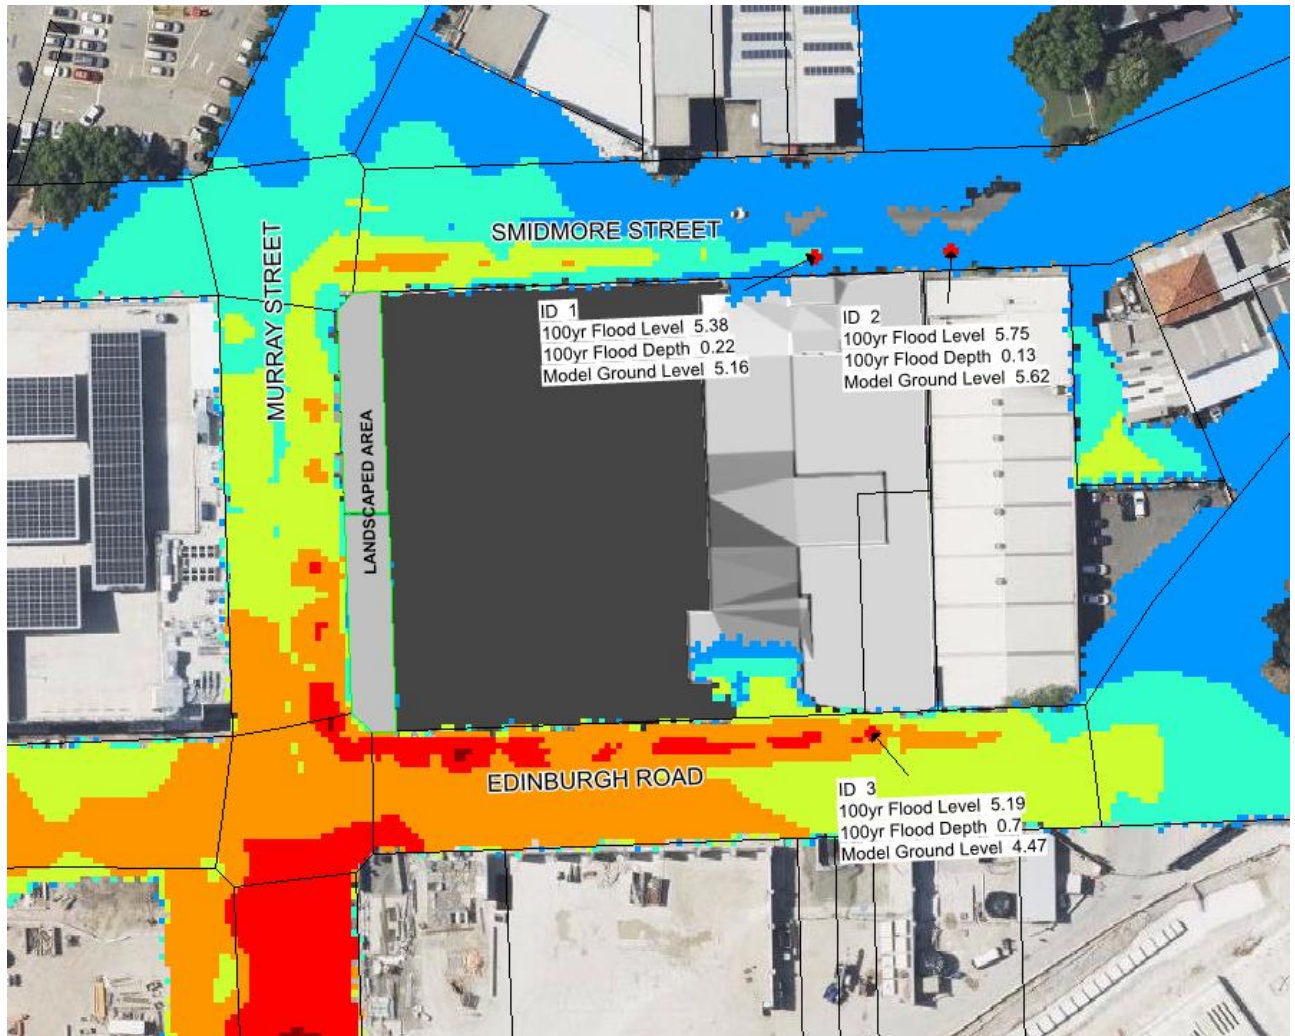 SMIDMORE STREET
MURRAY STREET
ID 1
100yr Flood Level 5.38
100yr Flood Depth 0.22
Model Ground Level 5.16
ID 2
100yr Flood Level 5.75
100yr Flood Depth 0.13
Model Ground Level 5.62
LANDSCAPED AREA
EDINBURGH ROAD
ID 3
100yr Flood Level 5.19
100yr Flood Depth 0.7
Model Ground Level 4.47